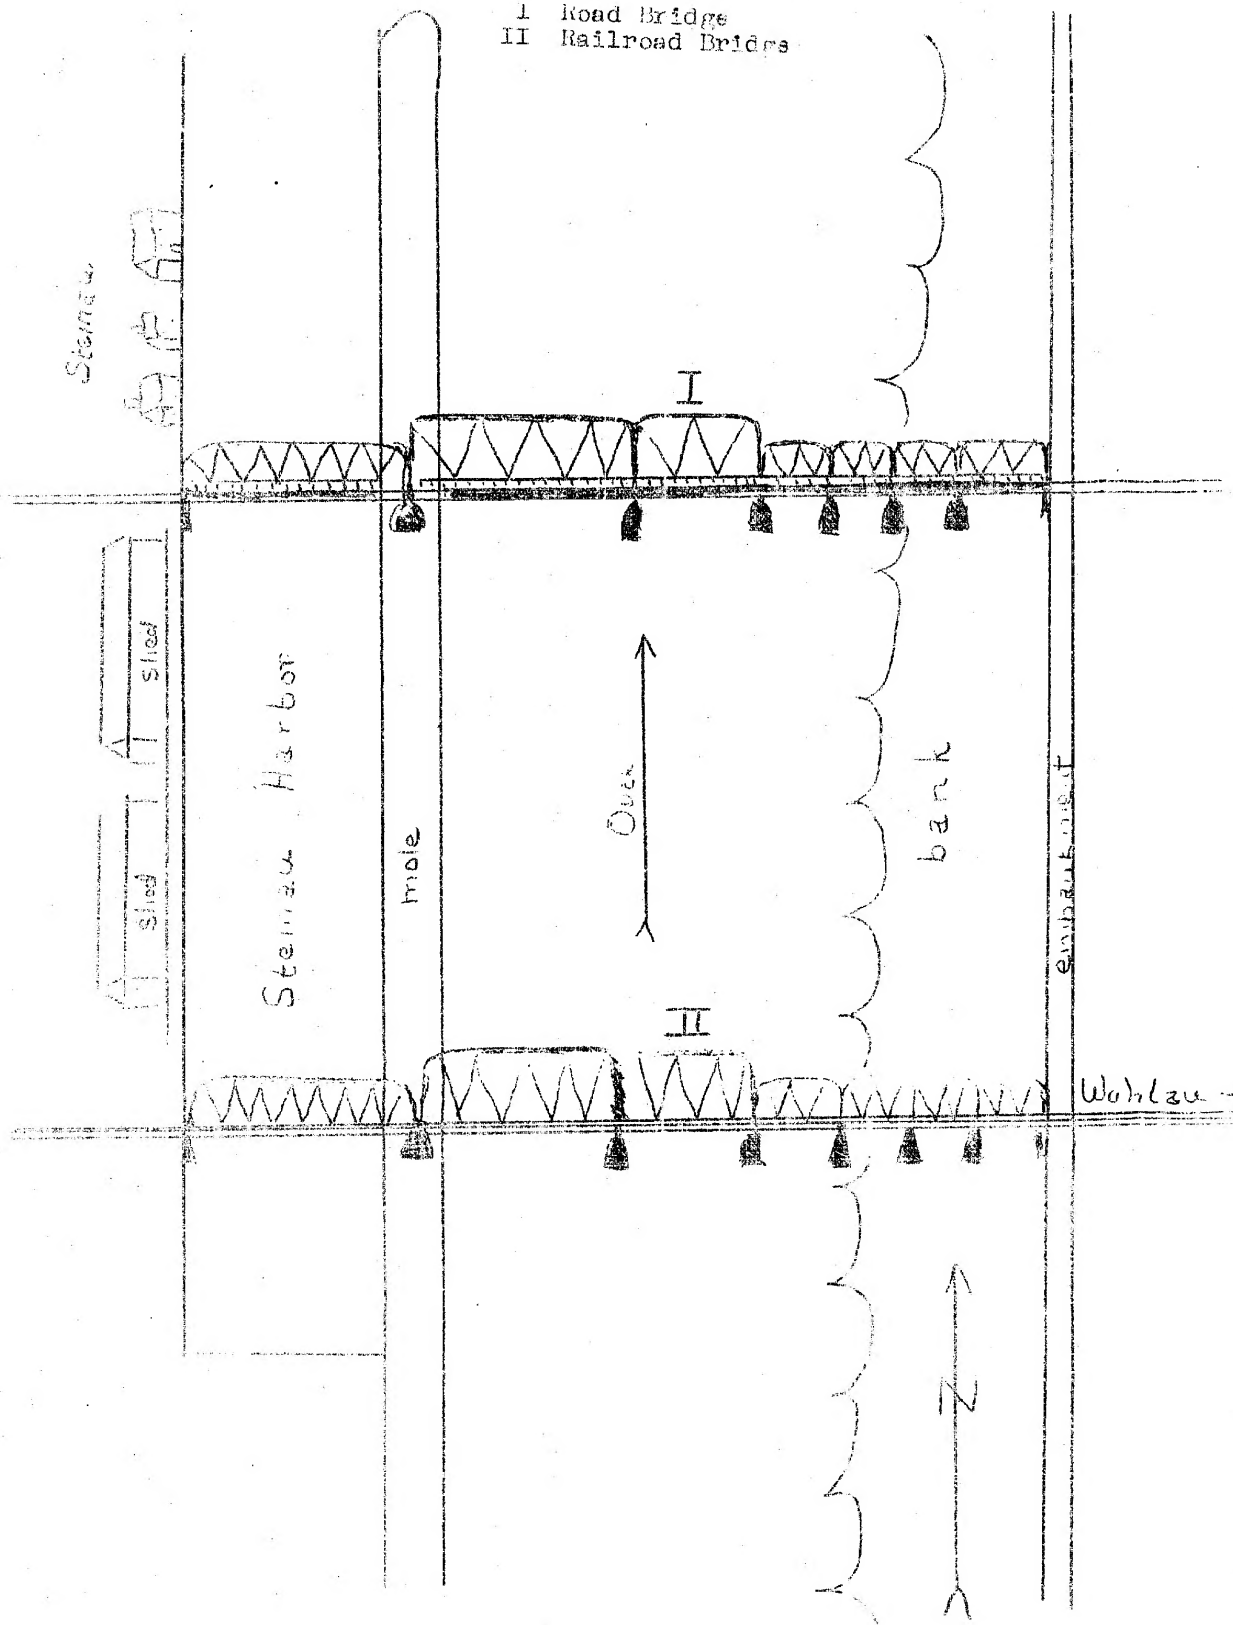 I Road Bridge
II Railroad Bridge
Steinau
I
shed
Steinau Harbor
mole
Oder
bank
embankment
shed
II
Wohlau
N